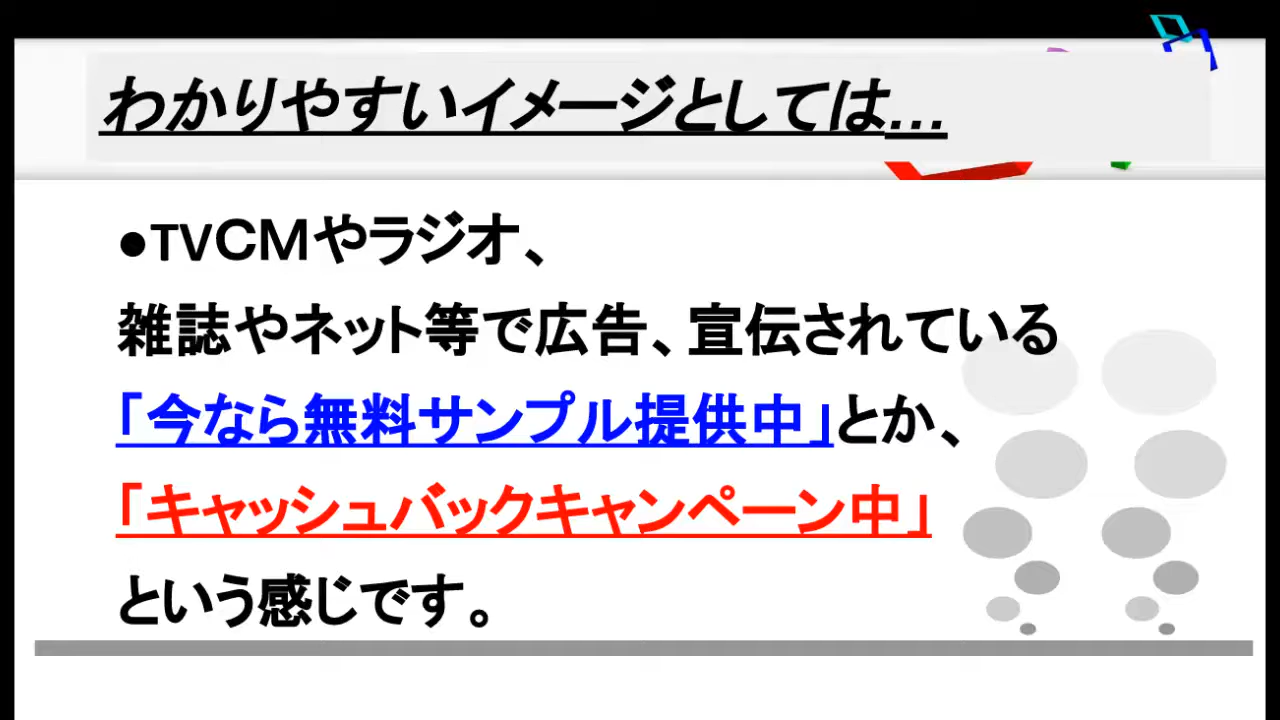 わかりやすいイメージとしては…
●TVCMやラジオ、
雑誌やネット等で広告、宣伝されている
「今なら無料サンプル提供中」とか、
「キャッシュバックキャンペーン中」
という感じです。